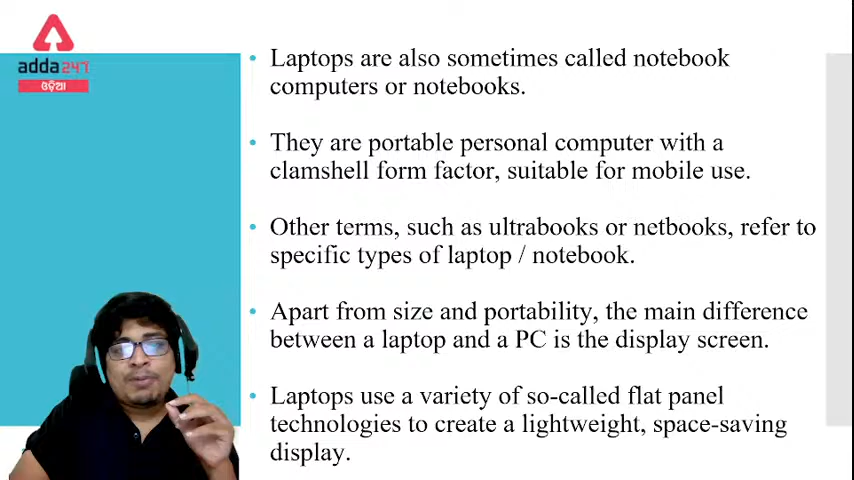 adda247
ଓଡ଼ିଆ
Laptops are also sometimes called notebook
computers or notebooks.
They are portable personal computer with a
clamshell form factor, suitable for mobile use.
Other terms, such as ultrabooks or netbooks, refer to
specific types of laptop / notebook.
Apart from size and portability, the main difference
between a laptop and a PC is the display screen.
Laptops use a variety of so-called flat panel
technologies to create a lightweight, space-saving
display.